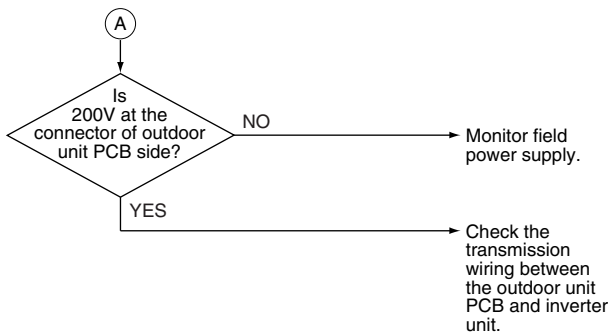 A
Is
200V at the
connector of outdoor
unit PCB side?
NO
Monitor field
power supply.
YES
Check the
transmission
wiring between
the outdoor unit
PCB and inverter
unit.